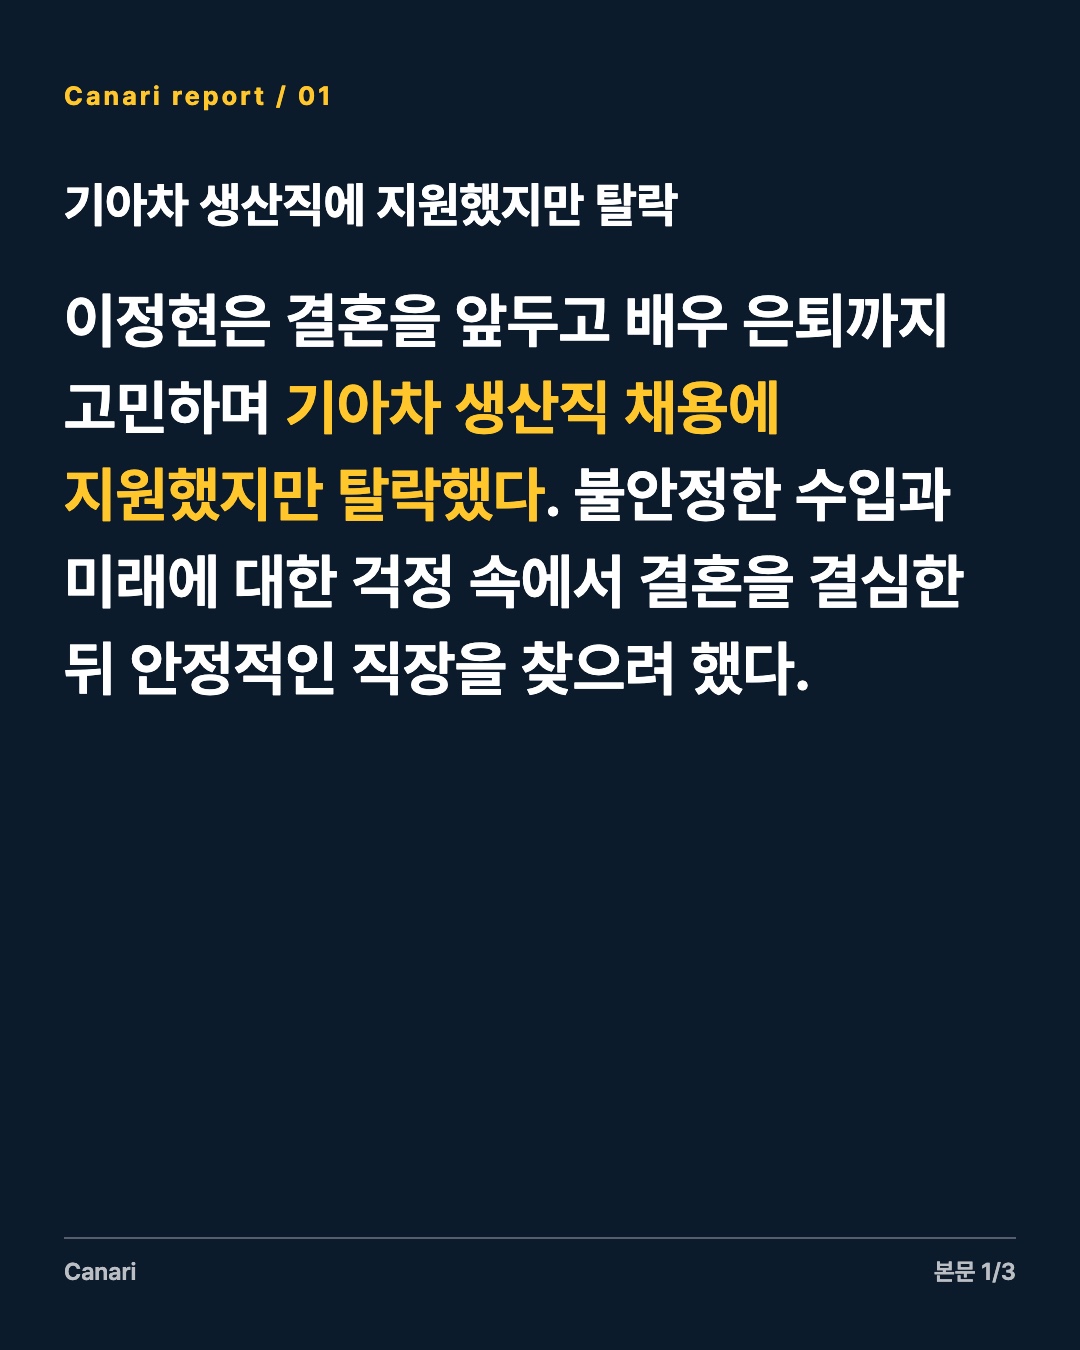 Canari report / 01
기아차 생산직에 지원했지만 탈락
이정현은 결혼을 앞두고 배우 은퇴까지
고민하며 기아차 생산직 채용에
지원했지만 탈락했다. 불안정한 수입과
미래에 대한 걱정 속에서 결혼을 결심한
뒤 안정적인 직장을 찾으려 했다.
Canari
본문 1/3